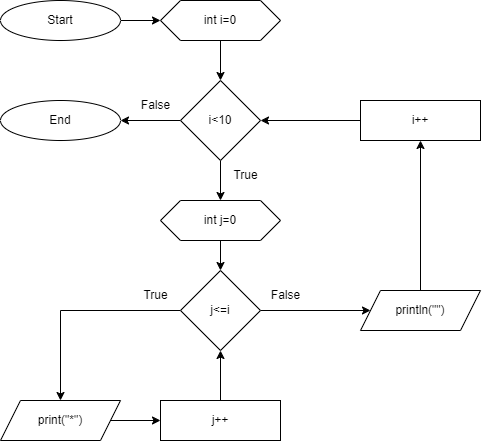 Start
int i=0
False
End
i<10
i++
True
int j=0
True
j<=i
False
println("")
print("*")
j++